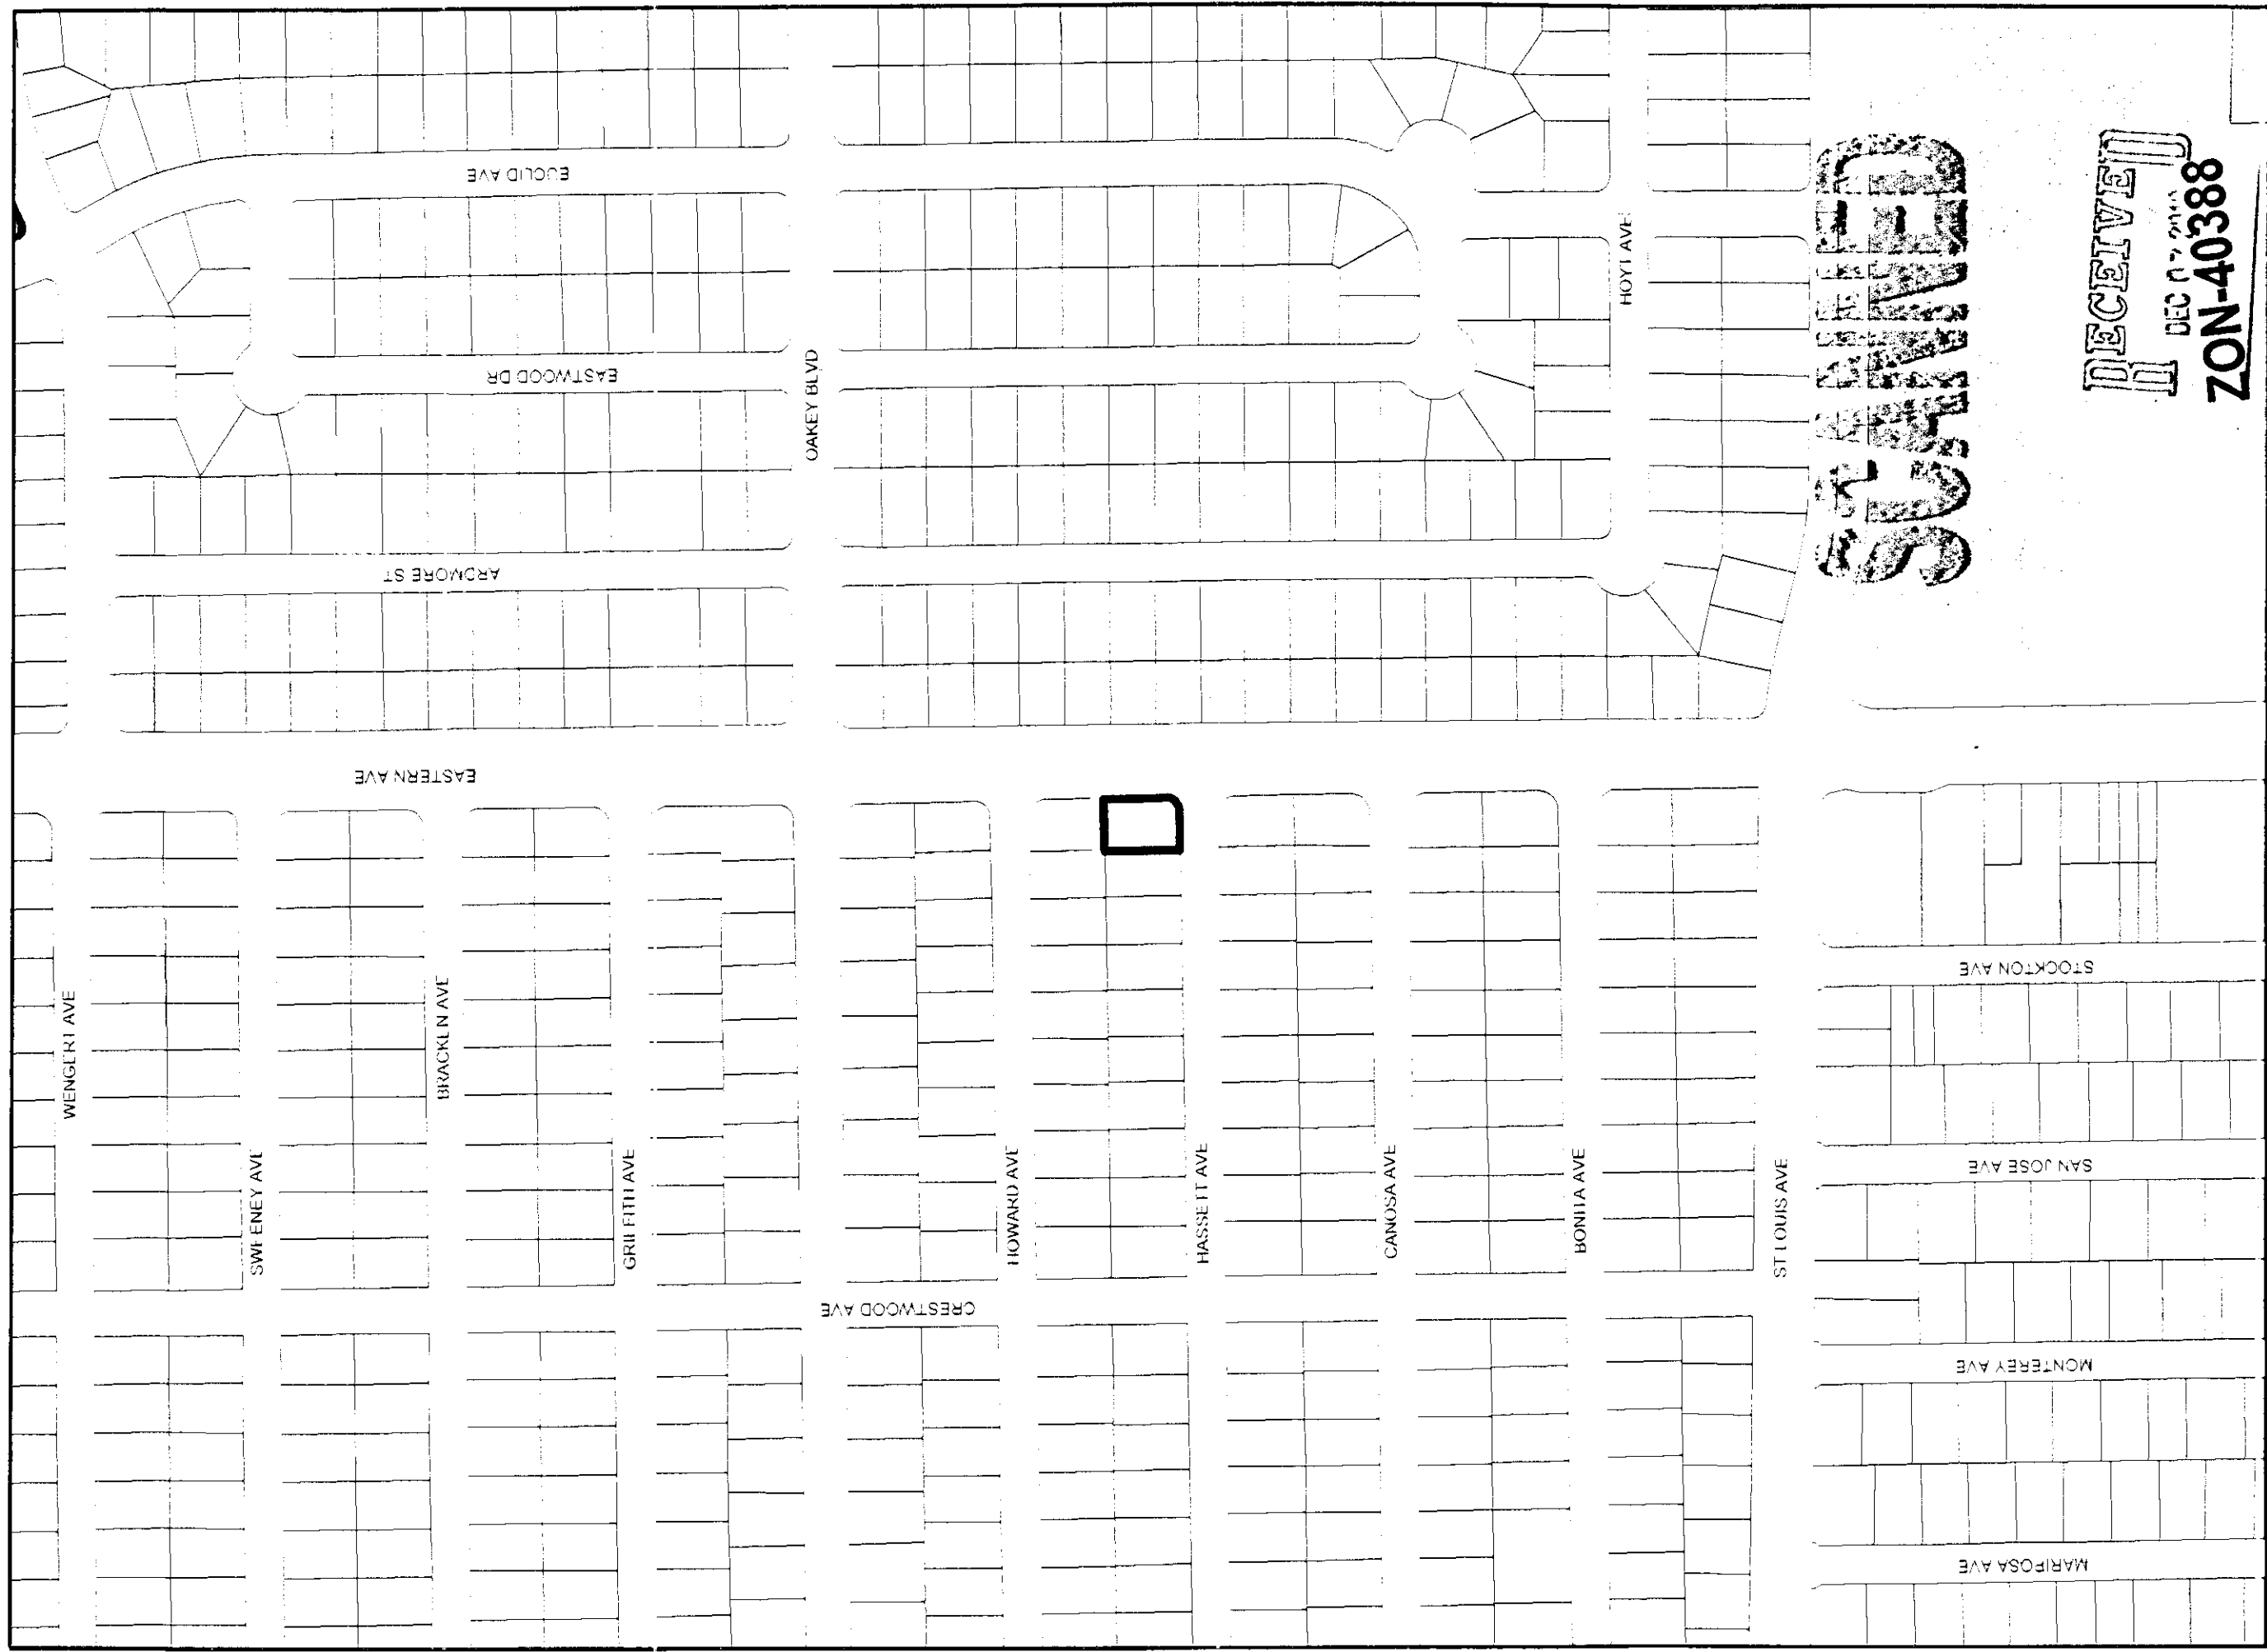 EUCLID AVE
EASTWOOD DR
OAKEY BLVD
HOYT AVE
ARDMORE ST
EASTERN AVE
WENGERT AVE
SWEENEY AVE
BRACKEN AVE
GRIFFITH AVE
HOWARD AVE
HASSETT AVE
CANOSA AVE
BONITA AVE
ST LOUIS AVE
CRESTWOOD AVE
STOCKTON AVE
SAN JOSE AVE
MONTEREY AVE
MARIPOSA AVE
SCANNED
RECEIVED
DEC
ZON-40388